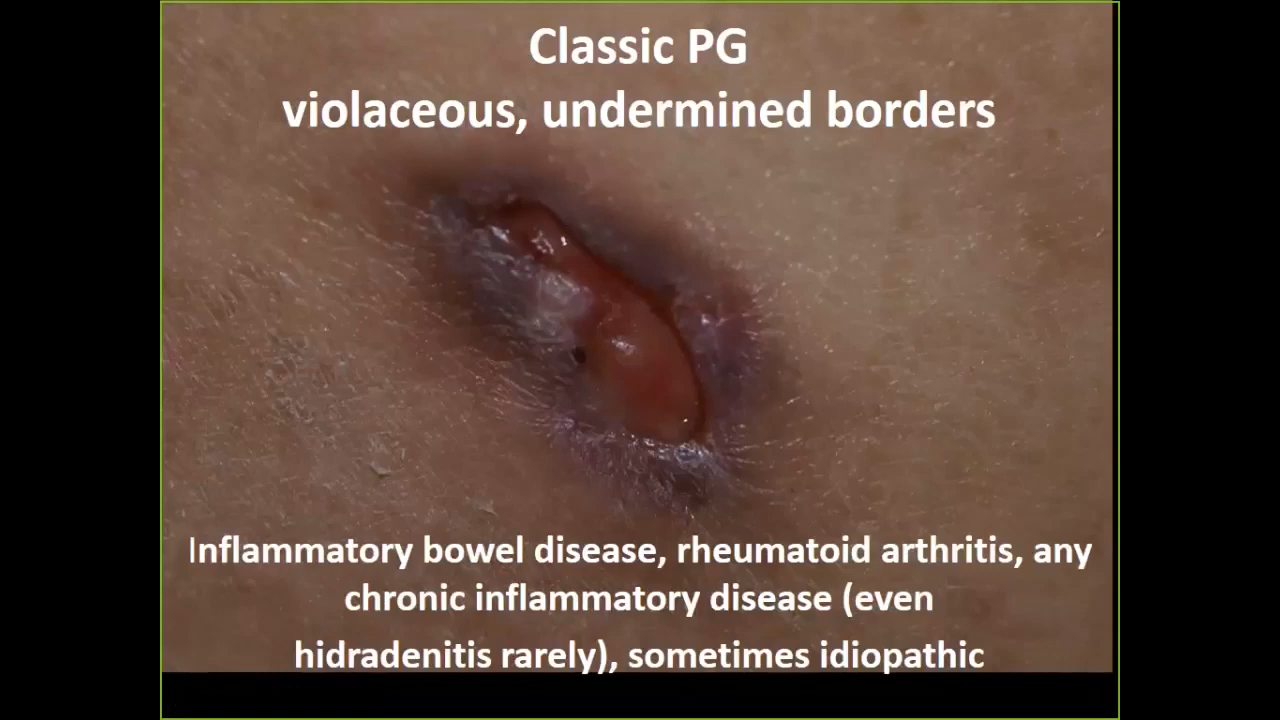 Classic PG
violaceous, undermined borders
Inflammatory bowel disease, rheumatoid arthritis, any
chronic inflammatory disease (even
hidradenitis rarely), sometimes idiopathic